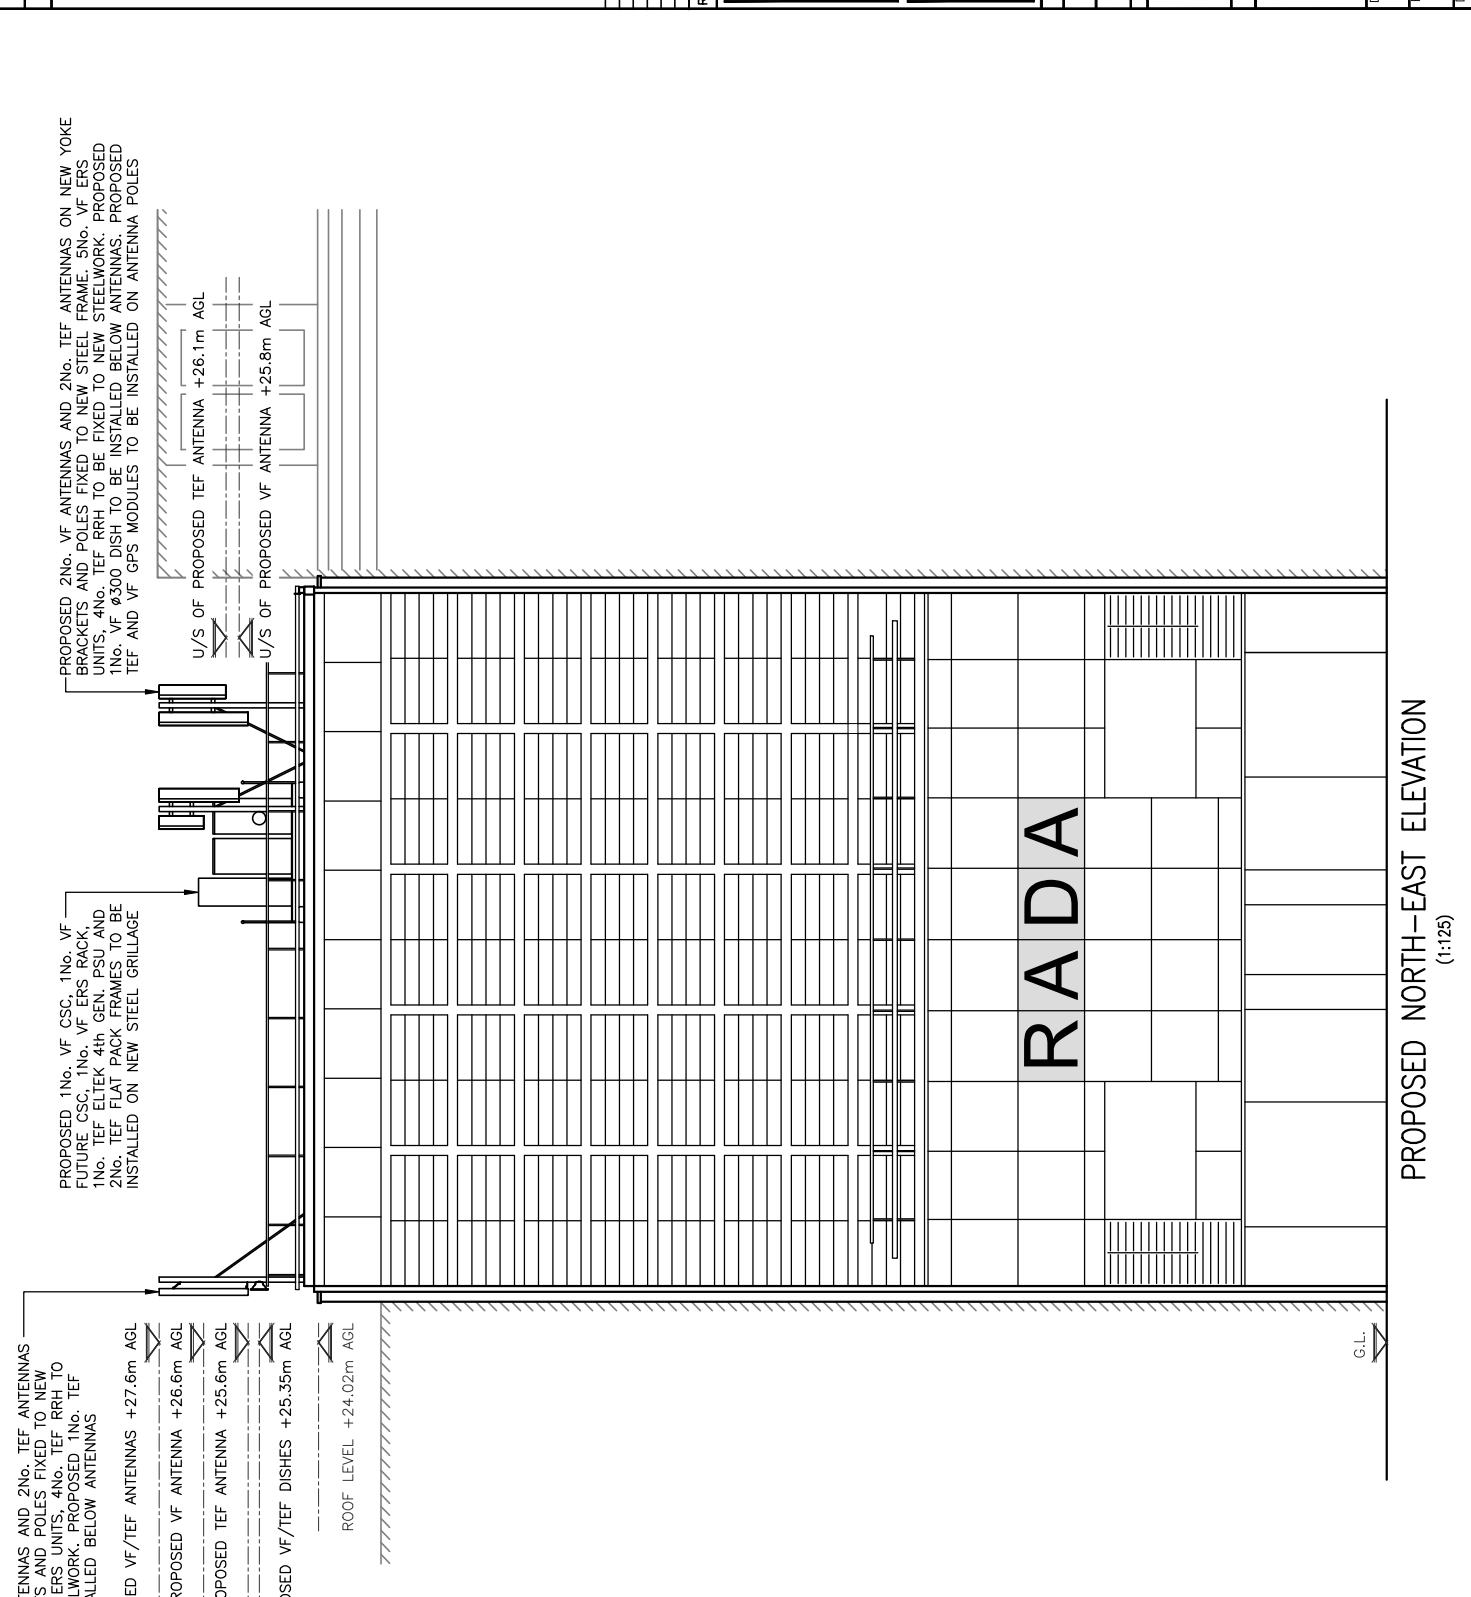 TENNAS AND 2No. TEF ANTENNAS
TS AND POLES FIXED TO NEW
ERS UNITS, 4No. TEF RRH TO
LWORK. PROPOSED 1No. TEF
ALLED BELOW ANTENNAS
PROPOSED 1No. VF CSC, 1No. VF
FUTURE CSC, 1No. VF ERS RACK,
1No. TEF ELTEK 4th GEN. PSU AND
2No. TEF FLAT PACK FRAMES TO BE
INSTALLED ON NEW STEEL GRILLAGE
PROPOSED 2No. VF ANTENNAS AND 2No. TEF ANTENNAS ON NEW YOKE
BRACKETS AND POLES FIXED TO NEW STEEL FRAME. 5No. VF ERS
UNITS, 4No. TEF RRH TO BE FIXED TO NEW STEELWORK. PROPOSED
1No. VF ø300 DISH TO BE INSTALLED BELOW ANTENNAS. PROPOSED
TEF AND VF GPS MODULES TO BE INSTALLED ON ANTENNA POLES
ED VF/TEF ANTENNAS +27.6m AGL
ROPOSED VF ANTENNA +26.6m AGL
OPOSED TEF ANTENNA +25.6m AGL
OSED VF/TEF DISHES +25.35m AGL
ROOF LEVEL +24.02m AGL
U/S OF PROPOSED TEF ANTENNA +26.1m AGL
U/S OF PROPOSED VF ANTENNA +25.8m AGL
RADA
G.L.
PROPOSED NORTH-EAST ELEVATION
(1:125)